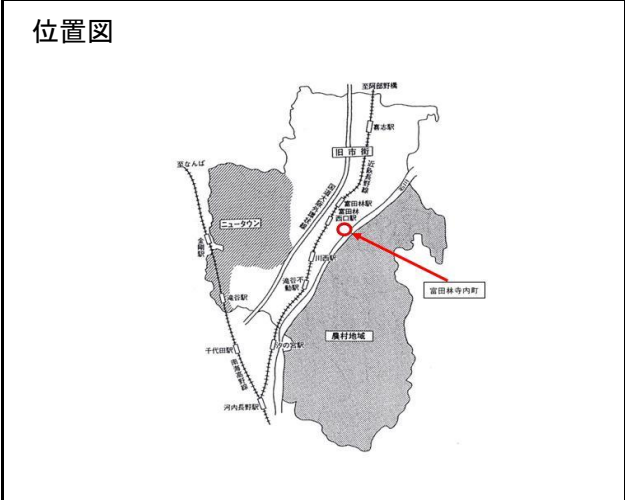 位置図
至阿部野橋
喜志駅
旧市街
近鉄長野線
至なんば
石川
富田林駅
富田林
西口駅
ニュータウン
金剛駅
川西駅
滝谷不
動駅
富田林寺内町
滝谷駅
農村地域
汐の宮駅
千代田駅
南海高野線
河内長野駅